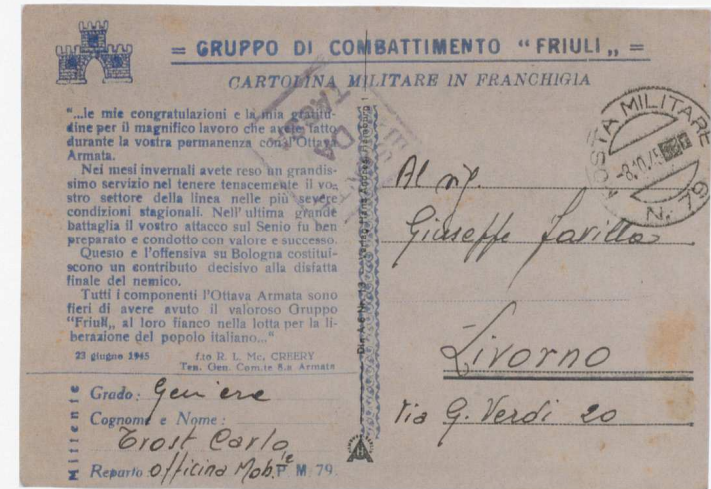 = GRUPPO DI COMBATTIMENTO "FRIULI„ =
CARTOLINA MILITARE IN FRANCHIGIA
"...le mie congratulazioni e la mia gratitu-
dine per il magnifico lavoro che avete fatto
durante la vostra permanenza con l'Ottava
Armata.
Nei mesi invernali avete reso un grandis-
simo servizio nel tenere tenacemente il vo-
stro settore della linea nelle più severe
condizioni stagionali. Nell'ultima grande
battaglia il vostro attacco sul Senio fu ben
preparato e condotto con valore e successo.
Questo e l'offensiva su Bologna costitui-
scono un contributo decisivo alla disfatta
finale del nemico.
Tutti i componenti l'Ottava Armata sono
fieri di avere avuto il valoroso Gruppo
"Friuli„ al loro fianco nella lotta per la li-
berazione del popolo italiano..."
23 giugno 1945
f.to R. L. Mc. CREERY
Ten. Gen. Com.te 8.a Armata
Mittente
Grado: Geniere
Cognome e Nome:
Trost Carlo
Reparto Officina Mob.le P M 79
DA
POSTA MILITARE
-8.10.45
N. 79
Al sig.
Giuseppe Favilla
Livorno
Via G. Verdi 20